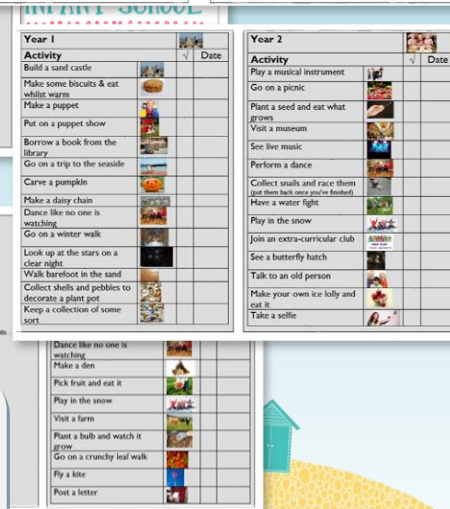 INFANT SCHOOL
Year 1
Activity √ Date
Build a sand castle
Make some biscuits & eat
whilst warm
Make a puppet
Put on a puppet show
Borrow a book from the
library
Go on a trip to the seaside
Carve a pumpkin
Make a daisy chain
Dance like no one is
watching
Go on a winter walk
Look up at the stars on a
clear night
Walk barefoot in the sand
Collect shells and pebbles to
decorate a plant pot
Keep a collection of some
sort
Year 2
Activity √ Date
Play a musical instrument
Go on a picnic
Plant a seed and eat what
grows
Visit a museum
See live music
Perform a dance
Collect snails and race them
(put them back once you've finished)
Have a water fight
Play in the snow
Join an extra-curricular club
See a butterfly hatch
Talk to an old person
Make your own ice lolly and
eat it
Take a selfie
Dance like no one is
watching
Make a den
Pick fruit and eat it
Play in the snow
Visit a farm
Plant a bulb and watch it
grow
Go on a crunchy leaf walk
Fly a kite
Post a letter